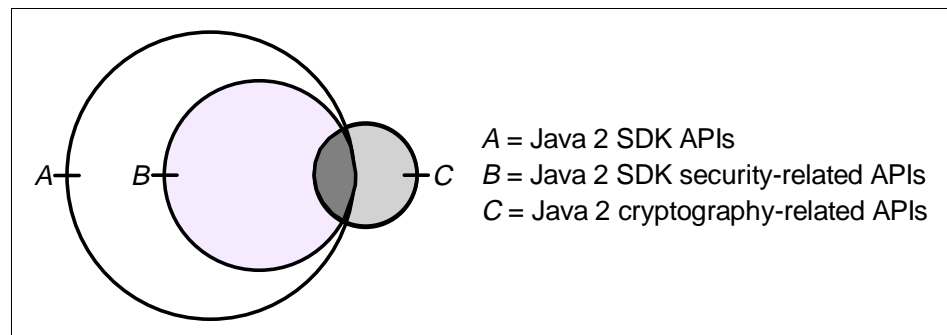 A
B
C
A = Java 2 SDK APIs
B = Java 2 SDK security-related APIs
C = Java 2 cryptography-related APIs